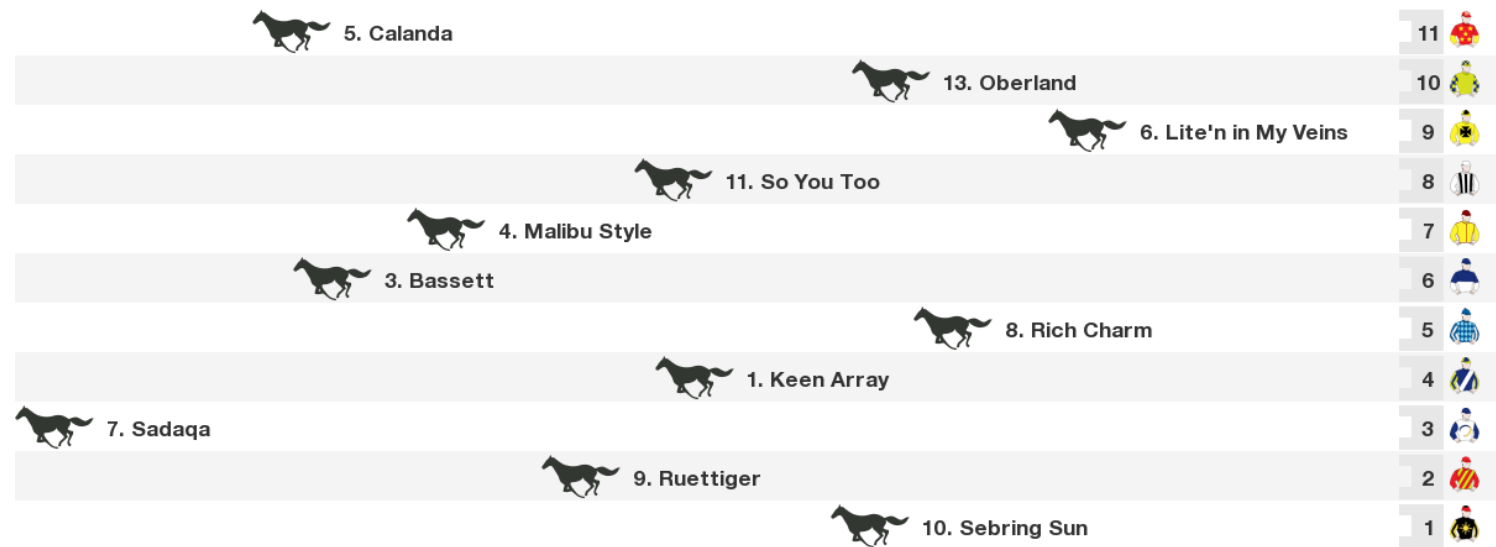 5. Calanda 11
13. Oberland 10
6. Lite'n in My Veins 9
11. So You Too 8
4. Malibu Style 7
3. Bassett 6
8. Rich Charm 5
1. Keen Array 4
7. Sadaqa 3
9. Ruettiger 2
10. Sebring Sun 1